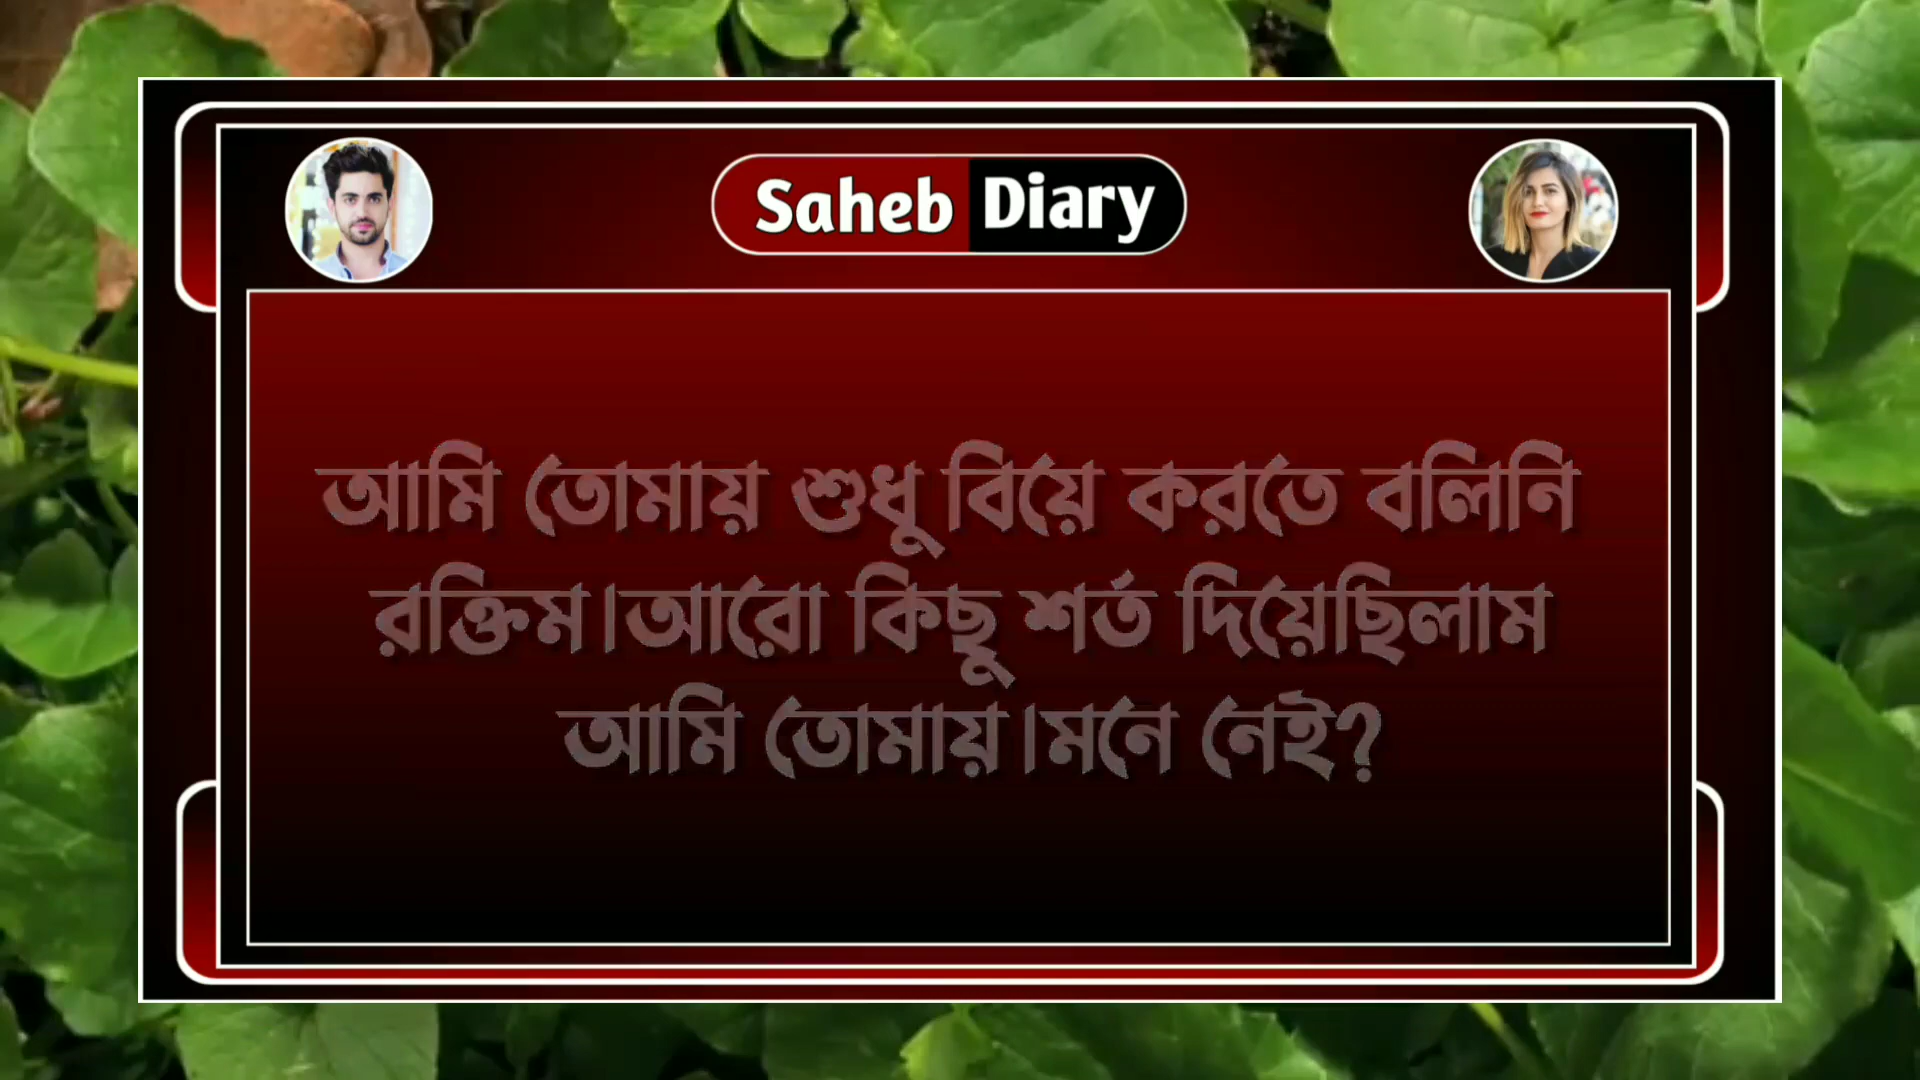 Saheb Diary
আমি তোমায় শুধু বিয়ে করতে বলিনি
রক্তিম।আরো কিছু শর্ত দিয়েছিলাম
আমি তোমায়।মনে নেই?